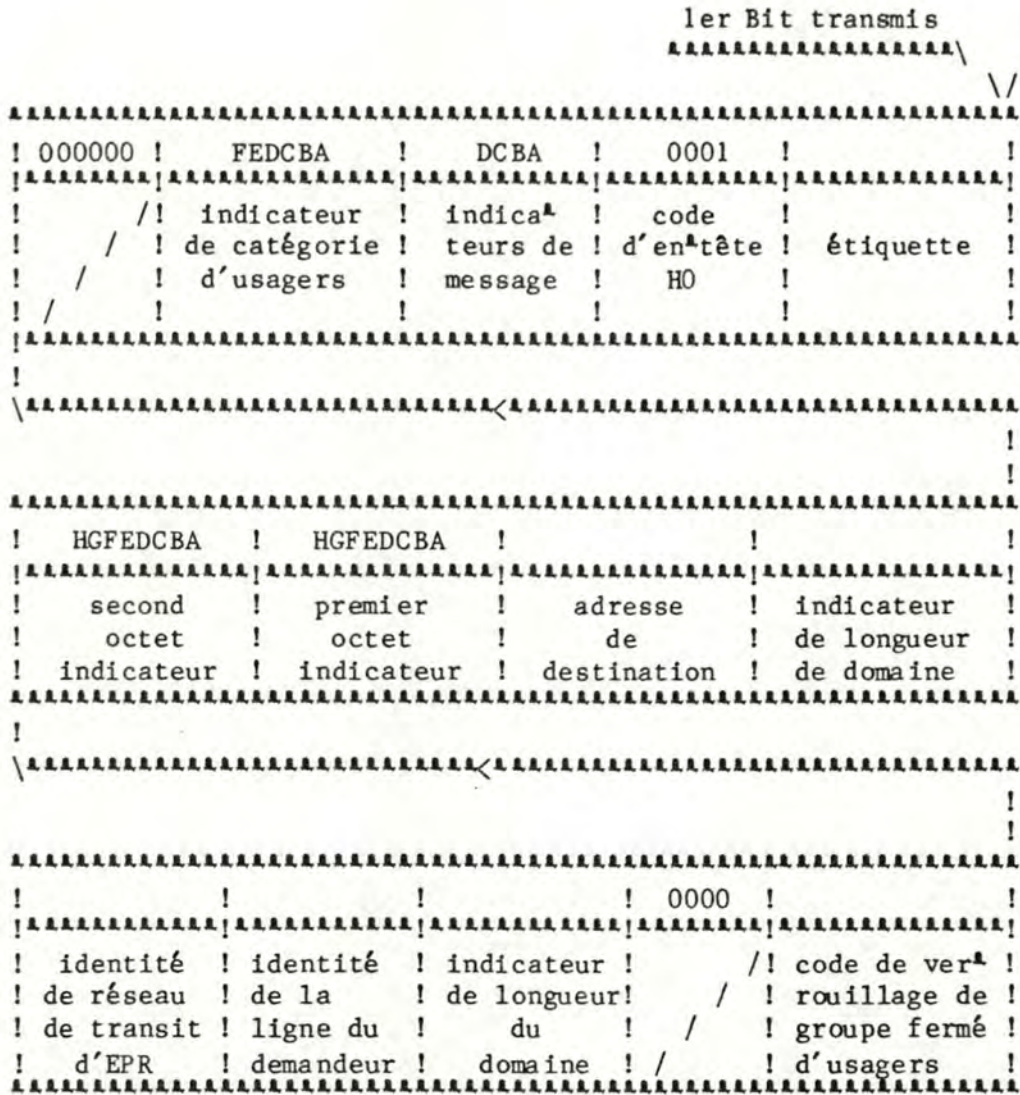 1er Bit transmis
! 000000 ! FEDCBA ! DCBA ! 0001 ! !
! /! indicateur ! indica- ! code ! !
! / ! de catégorie ! teurs de ! d'en-tête ! étiquette !
! / ! d'usagers ! message ! HO ! !
! HGFEDCBA ! HGFEDCBA ! ! !
! second ! premier ! adresse ! indicateur !
! octet ! octet ! de ! de longueur !
! indicateur ! indicateur ! destination ! de domaine !
! ! ! ! 0000 ! !
! identité ! identité ! indicateur ! /! code de ver- !
! de réseau ! de la ! de longueur! / ! rouillage de !
! de transit ! ligne du ! du ! / ! groupe fermé !
! d'EPR ! demandeur ! domaine ! / ! d'usagers !